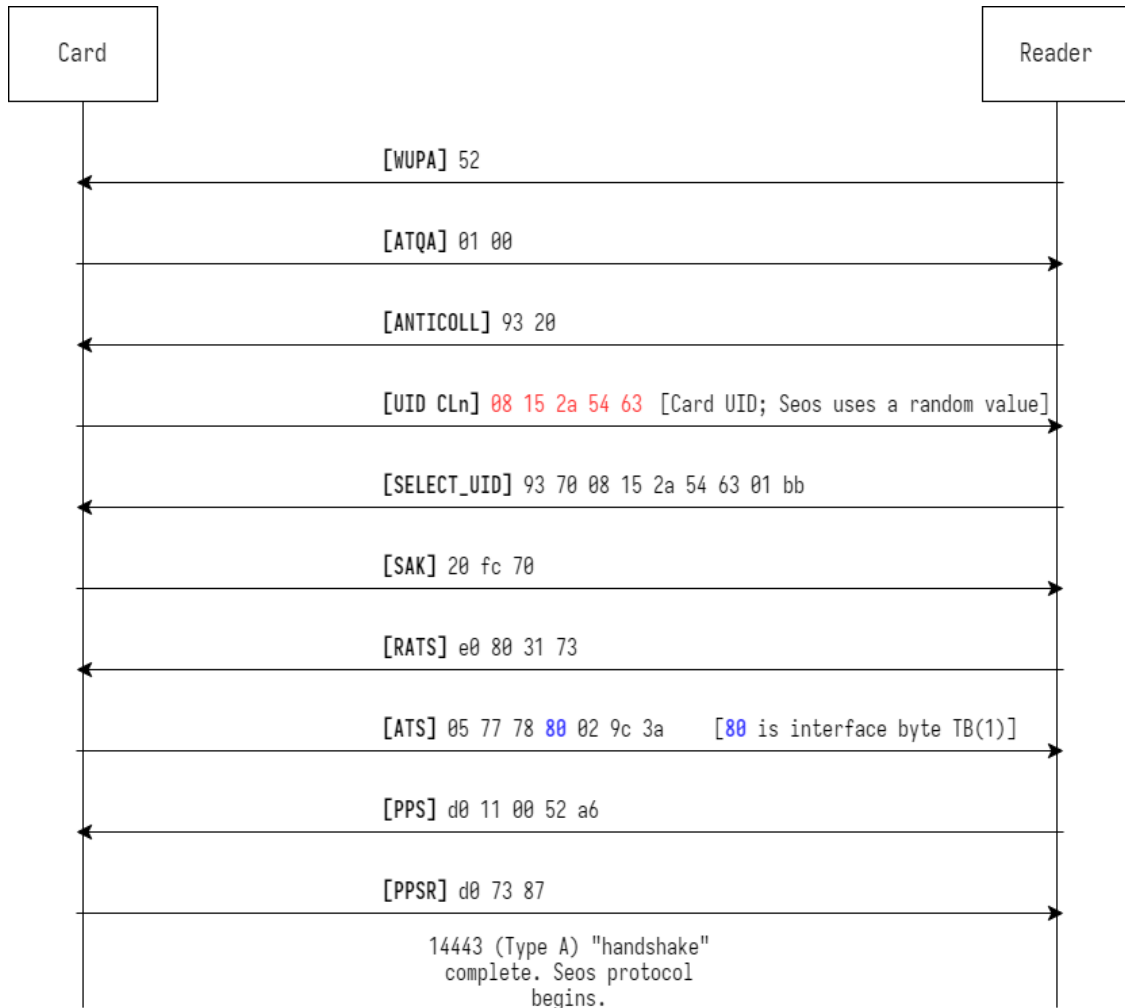 Card
Reader
[WUPA] 52
[ATQA] 01 00
[ANTICOLL] 93 20
[UID CLn] 08 15 2a 54 63 [Card UID; Seos uses a random value]
[SELECT_UID] 93 70 08 15 2a 54 63 01 bb
[SAK] 20 fc 70
[RATS] e0 80 31 73
[ATS] 05 77 78 80 02 9c 3a [80 is interface byte TB(1)]
[PPS] d0 11 00 52 a6
[PPSR] d0 73 87
14443 (Type A) "handshake"
complete. Seos protocol
begins.